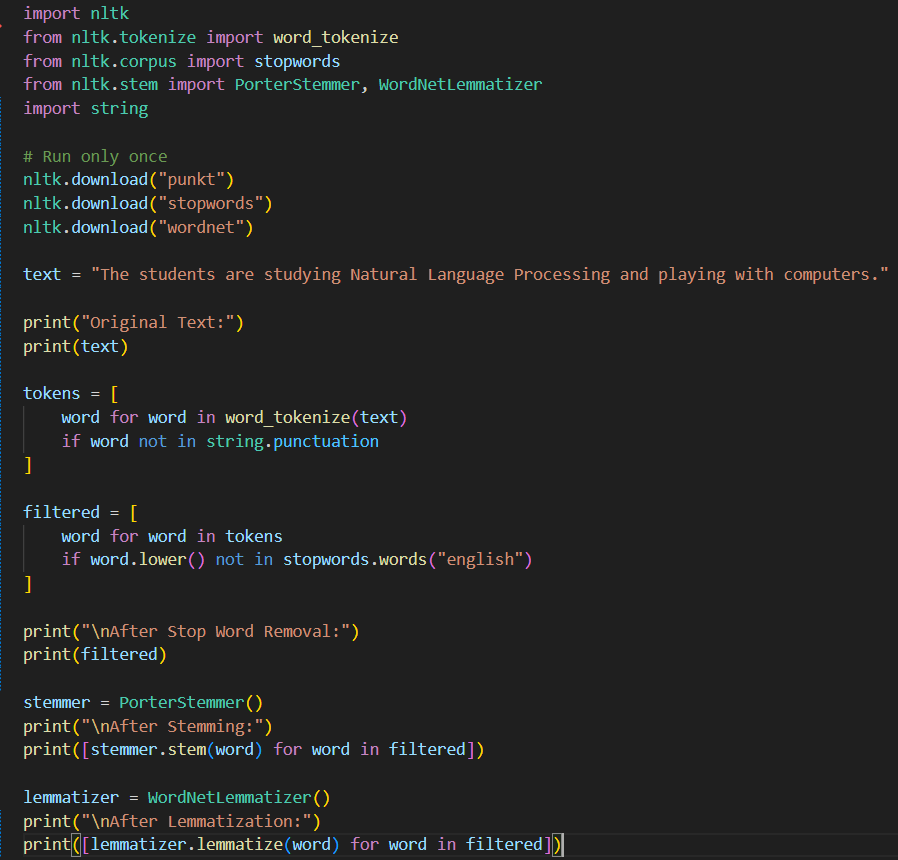 import nltk
from nltk.tokenize import word_tokenize
from nltk.corpus import stopwords
from nltk.stem import PorterStemmer, WordNetLemmatizer
import string

# Run only once
nltk.download("punkt")
nltk.download("stopwords")
nltk.download("wordnet")

text = "The students are studying Natural Language Processing and playing with computers."

print("Original Text:")
print(text)

tokens = [
    word for word in word_tokenize(text)
    if word not in string.punctuation
]

filtered = [
    word for word in tokens
    if word.lower() not in stopwords.words("english")
]

print("\nAfter Stop Word Removal:")
print(filtered)

stemmer = PorterStemmer()
print("\nAfter Stemming:")
print([stemmer.stem(word) for word in filtered])

lemmatizer = WordNetLemmatizer()
print("\nAfter Lemmatization:")
print([lemmatizer.lemmatize(word) for word in filtered])